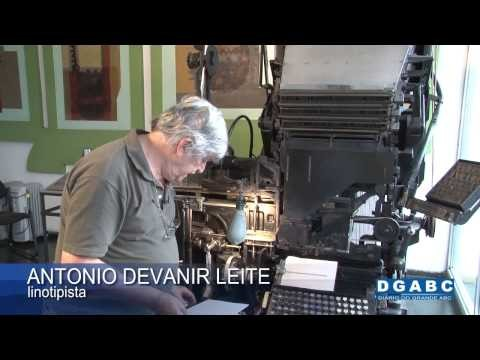 ANTONIO DEVANIR LEITE
linotipista
DGABC
DIÁRIO DO GRANDE ABC